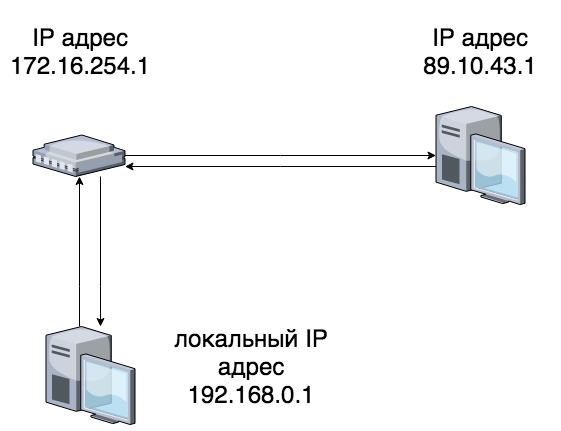 IP адрес
172.16.254.1
IP адрес
89.10.43.1
локальный IP
адрес
192.168.0.1